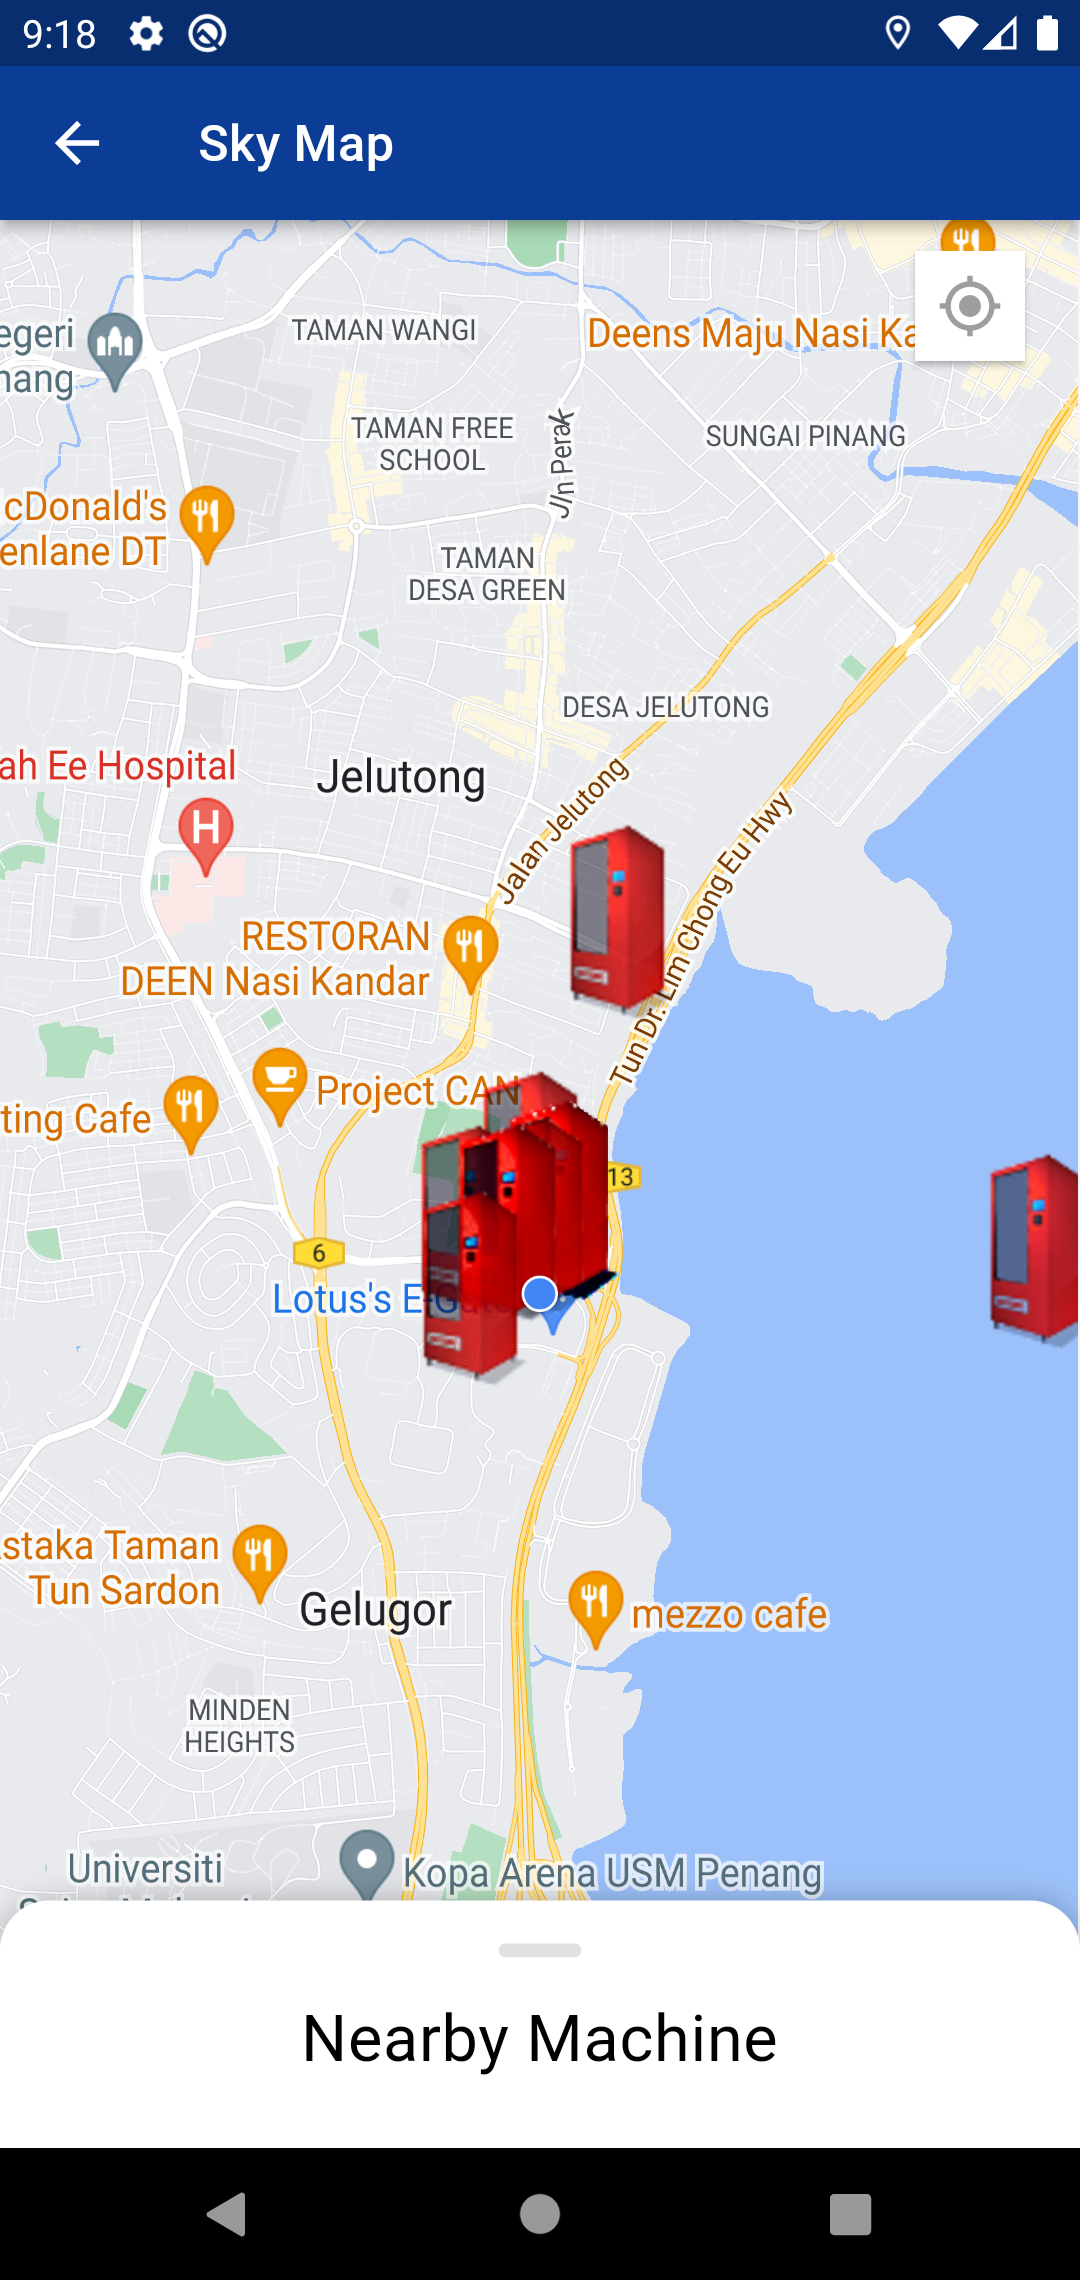 9:18
Sky Map
TAMAN WANGI
egeri
nang
Deens Maju Nasi Ka
TAMAN FREE
SCHOOL
Jln Perak
SUNGAI PINANG
cDonald's
enlane DT
TAMAN
DESA GREEN
DESA JELUTONG
ah Ee Hospital
H
Jelutong
Jalan Jelutong
Tun Dr. Lim Chong Eu Hwy
RESTORAN
DEEN Nasi Kandar
Project CAN
ting Cafe
13
6
Lotus's E-Gate
staka Taman
Tun Sardon
Gelugor
mezzo cafe
MINDEN
HEIGHTS
Universiti
Kopa Arena USM Penang
Nearby Machine